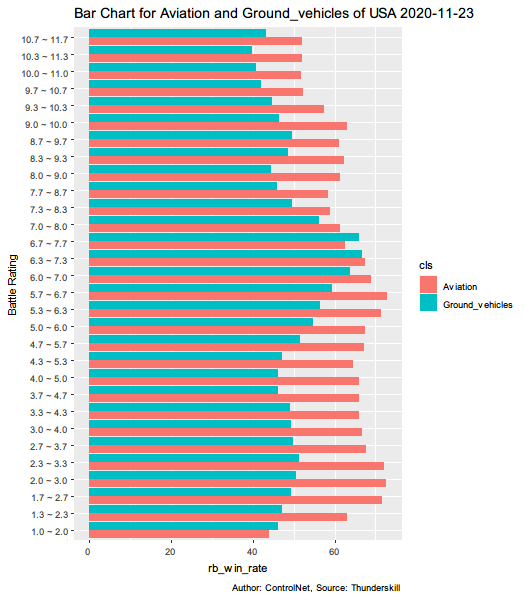 Bar Chart for Aviation and Ground_vehicles of USA 2020-11-23
Battle Rating
10.7 ~ 11.7
10.3 ~ 11.3
10.0 ~ 11.0
9.7 ~ 10.7
9.3 ~ 10.3
9.0 ~ 10.0
8.7 ~ 9.7
8.3 ~ 9.3
8.0 ~ 9.0
7.7 ~ 8.7
7.3 ~ 8.3
7.0 ~ 8.0
6.7 ~ 7.7
6.3 ~ 7.3
6.0 ~ 7.0
5.7 ~ 6.7
5.3 ~ 6.3
5.0 ~ 6.0
4.7 ~ 5.7
4.3 ~ 5.3
4.0 ~ 5.0
3.7 ~ 4.7
3.3 ~ 4.3
3.0 ~ 4.0
2.7 ~ 3.7
2.3 ~ 3.3
2.0 ~ 3.0
1.7 ~ 2.7
1.3 ~ 2.3
1.0 ~ 2.0
0 20 40 60
rb_win_rate
cls
Aviation
Ground_vehicles
Author: ControlNet, Source: Thunderskill